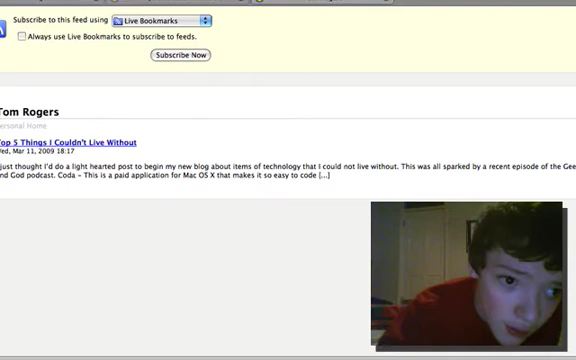 Subscribe to this feed using Live Bookmarks
Always use Live Bookmarks to subscribe to feeds.
Subscribe Now
Tom Rogers
ersonal Home
Top 5 Things I Couldn't Live Without
Wed, Mar 11, 2009 18:17
just thought I'd do a light hearted post to begin my new blog about items of technology that I could not live without. This was all sparked by a recent episode of the Gee
nd God podcast. Coda – This is a paid application for Mac OS X that makes it so easy to code [...]